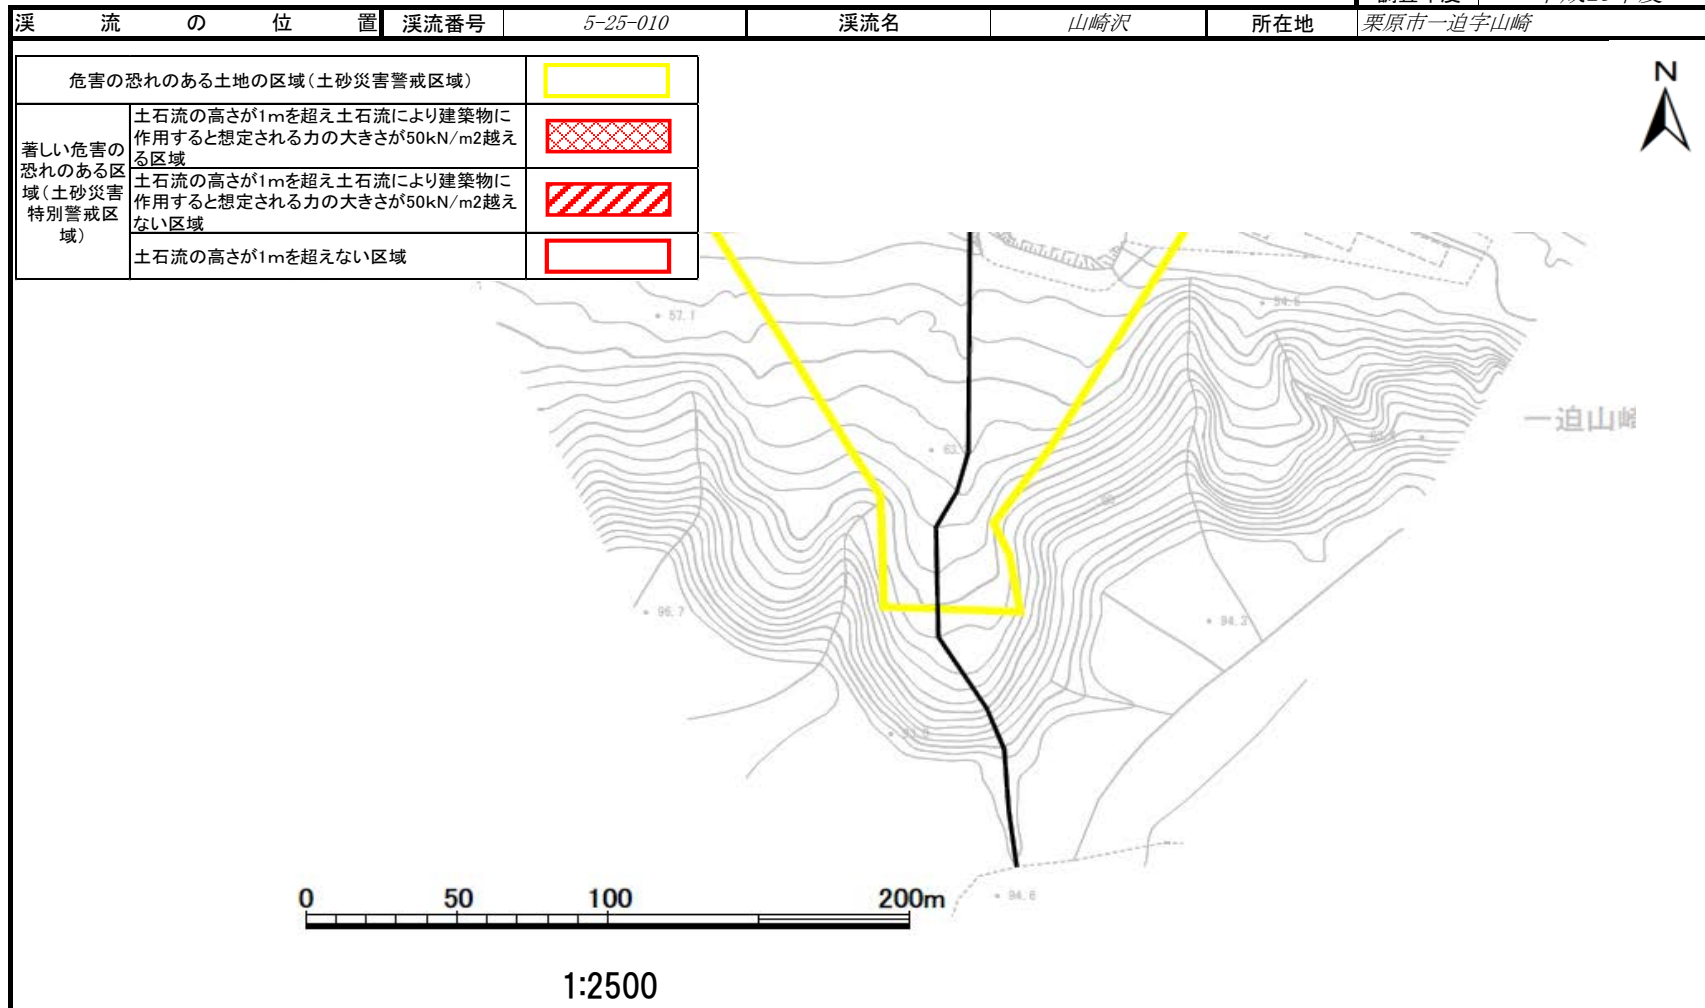 渓流の位置 渓流番号 5-25-010 渓流名 山崎沢 所在地 栗原市一迫字山崎
危害の恐れのある土地の区域（土砂災害警戒区域）
著しい危害の
恐れのある区
域（土砂災害
特別警戒区
域）
土石流の高さが1mを超え土石流により建築物に
作用すると想定される力の大きさが50kN/m2越え
る区域
土石流の高さが1mを超え土石流により建築物に
作用すると想定される力の大きさが50kN/m2越え
ない区域
土石流の高さが1mを超えない区域
N
57.1
54.5
一迫山崎
96.7
94.2
94.6
0 50 100 200m
1:2500